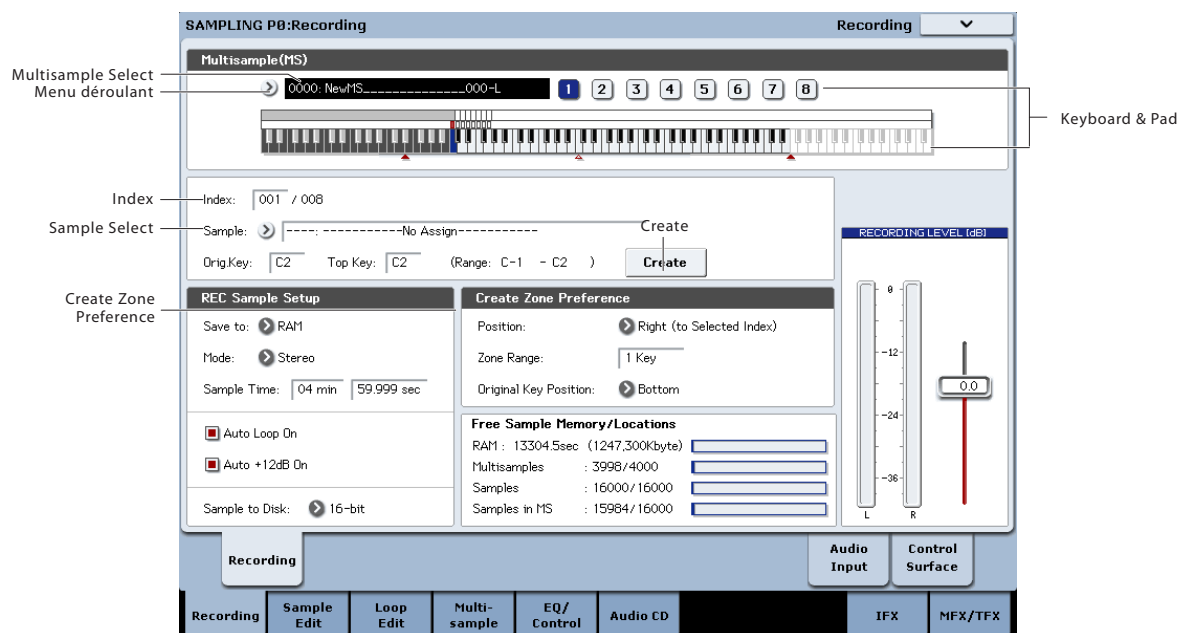 SAMPLING P0:Recording
Recording
Multisample(MS)
Multisample Select
Menu déroulant
0000: NewMS______________000-L
1 2 3 4 5 6 7 8
Keyboard & Pad
Index
Index: 001 / 008
Sample Select
Sample: ----: -----------No Assign-----------
Create
Orig.Key: C2 Top Key: C2 (Range: C-1 - C2 ) Create
RECORDING LEVEL [dB]
Create Zone
Preference
REC Sample Setup
Save to: RAM
Mode: Stereo
Sample Time: 04 min 59.999 sec
Auto Loop On
Auto +12dB On
Sample to Disk: 16-bit
Create Zone Preference
Position: Right (to Selected Index)
Zone Range: 1 Key
Original Key Position: Bottom
Free Sample Memory/Locations
RAM : 13304.5sec (1247,300Kbyte)
Multisamples : 3998/4000
Samples : 16000/16000
Samples in MS : 15984/16000
- 0 -
-12-
-24-
-36-
L R
0.0
Recording
Audio Input
Control Surface
Recording
Sample Edit
Loop Edit
Multi-sample
EQ/ Control
Audio CD
IFX
MFX/TFX